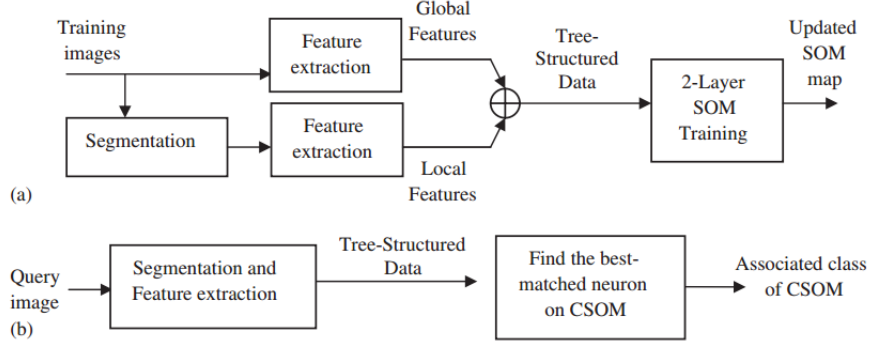 Training
images
Feature
extraction
Global
Features
Tree-
Structured
Data
2-Layer
SOM
Training
Updated
SOM
map
Segmentation
Feature
extraction
Local
Features
(a)
Query
image
Segmentation and
Feature extraction
Tree-Structured
Data
Find the best-
matched neuron
on CSOM
Associated class
of CSOM
(b)